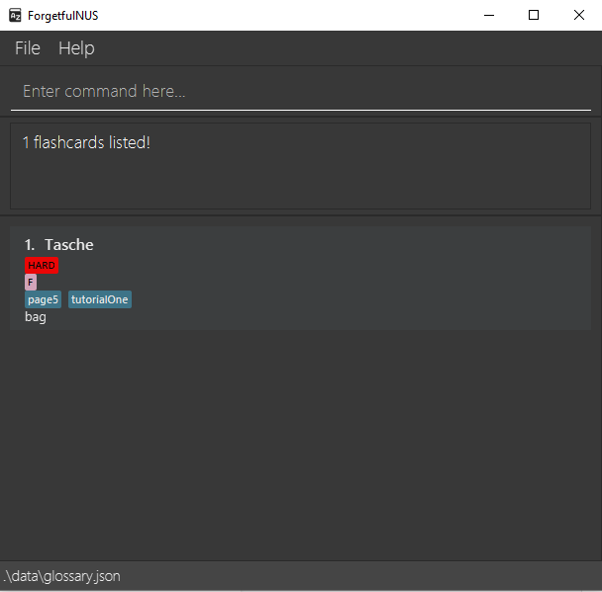 ForgetfulNUS
File Help
Enter command here...
1 flashcards listed!
1. Tasche
HARD
F
page5 tutorialOne
bag
.\data\glossary.json